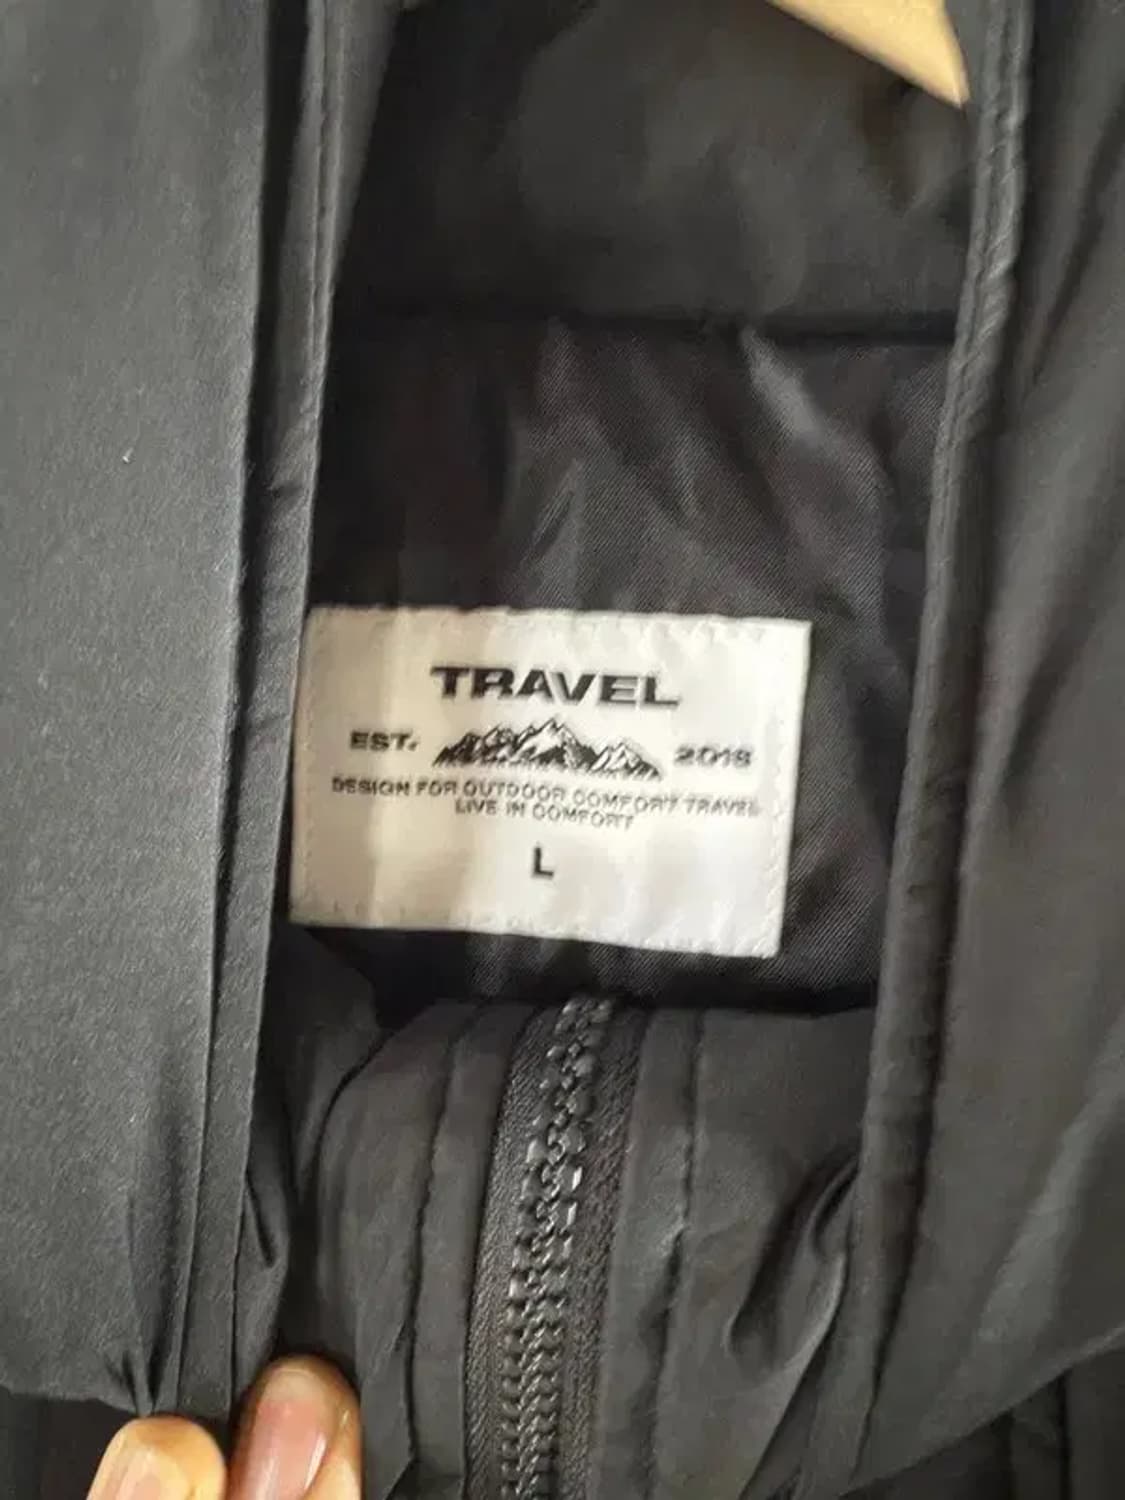 TRAVEL
EST. 2018
DESIGN FOR OUTDOOR COMFORT TRAVEL
LIVE IN COMFORT
L